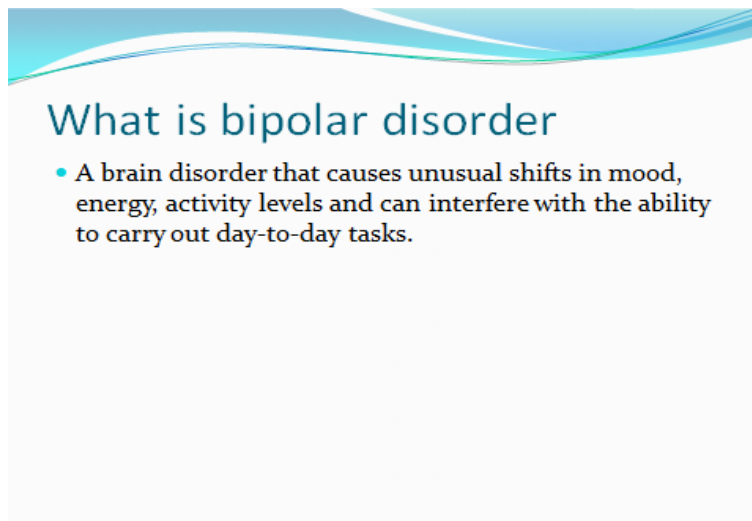 What is bipolar disorder
A brain disorder that causes unusual shifts in mood,
energy, activity levels and can interfere with the ability
to carry out day-to-day tasks.